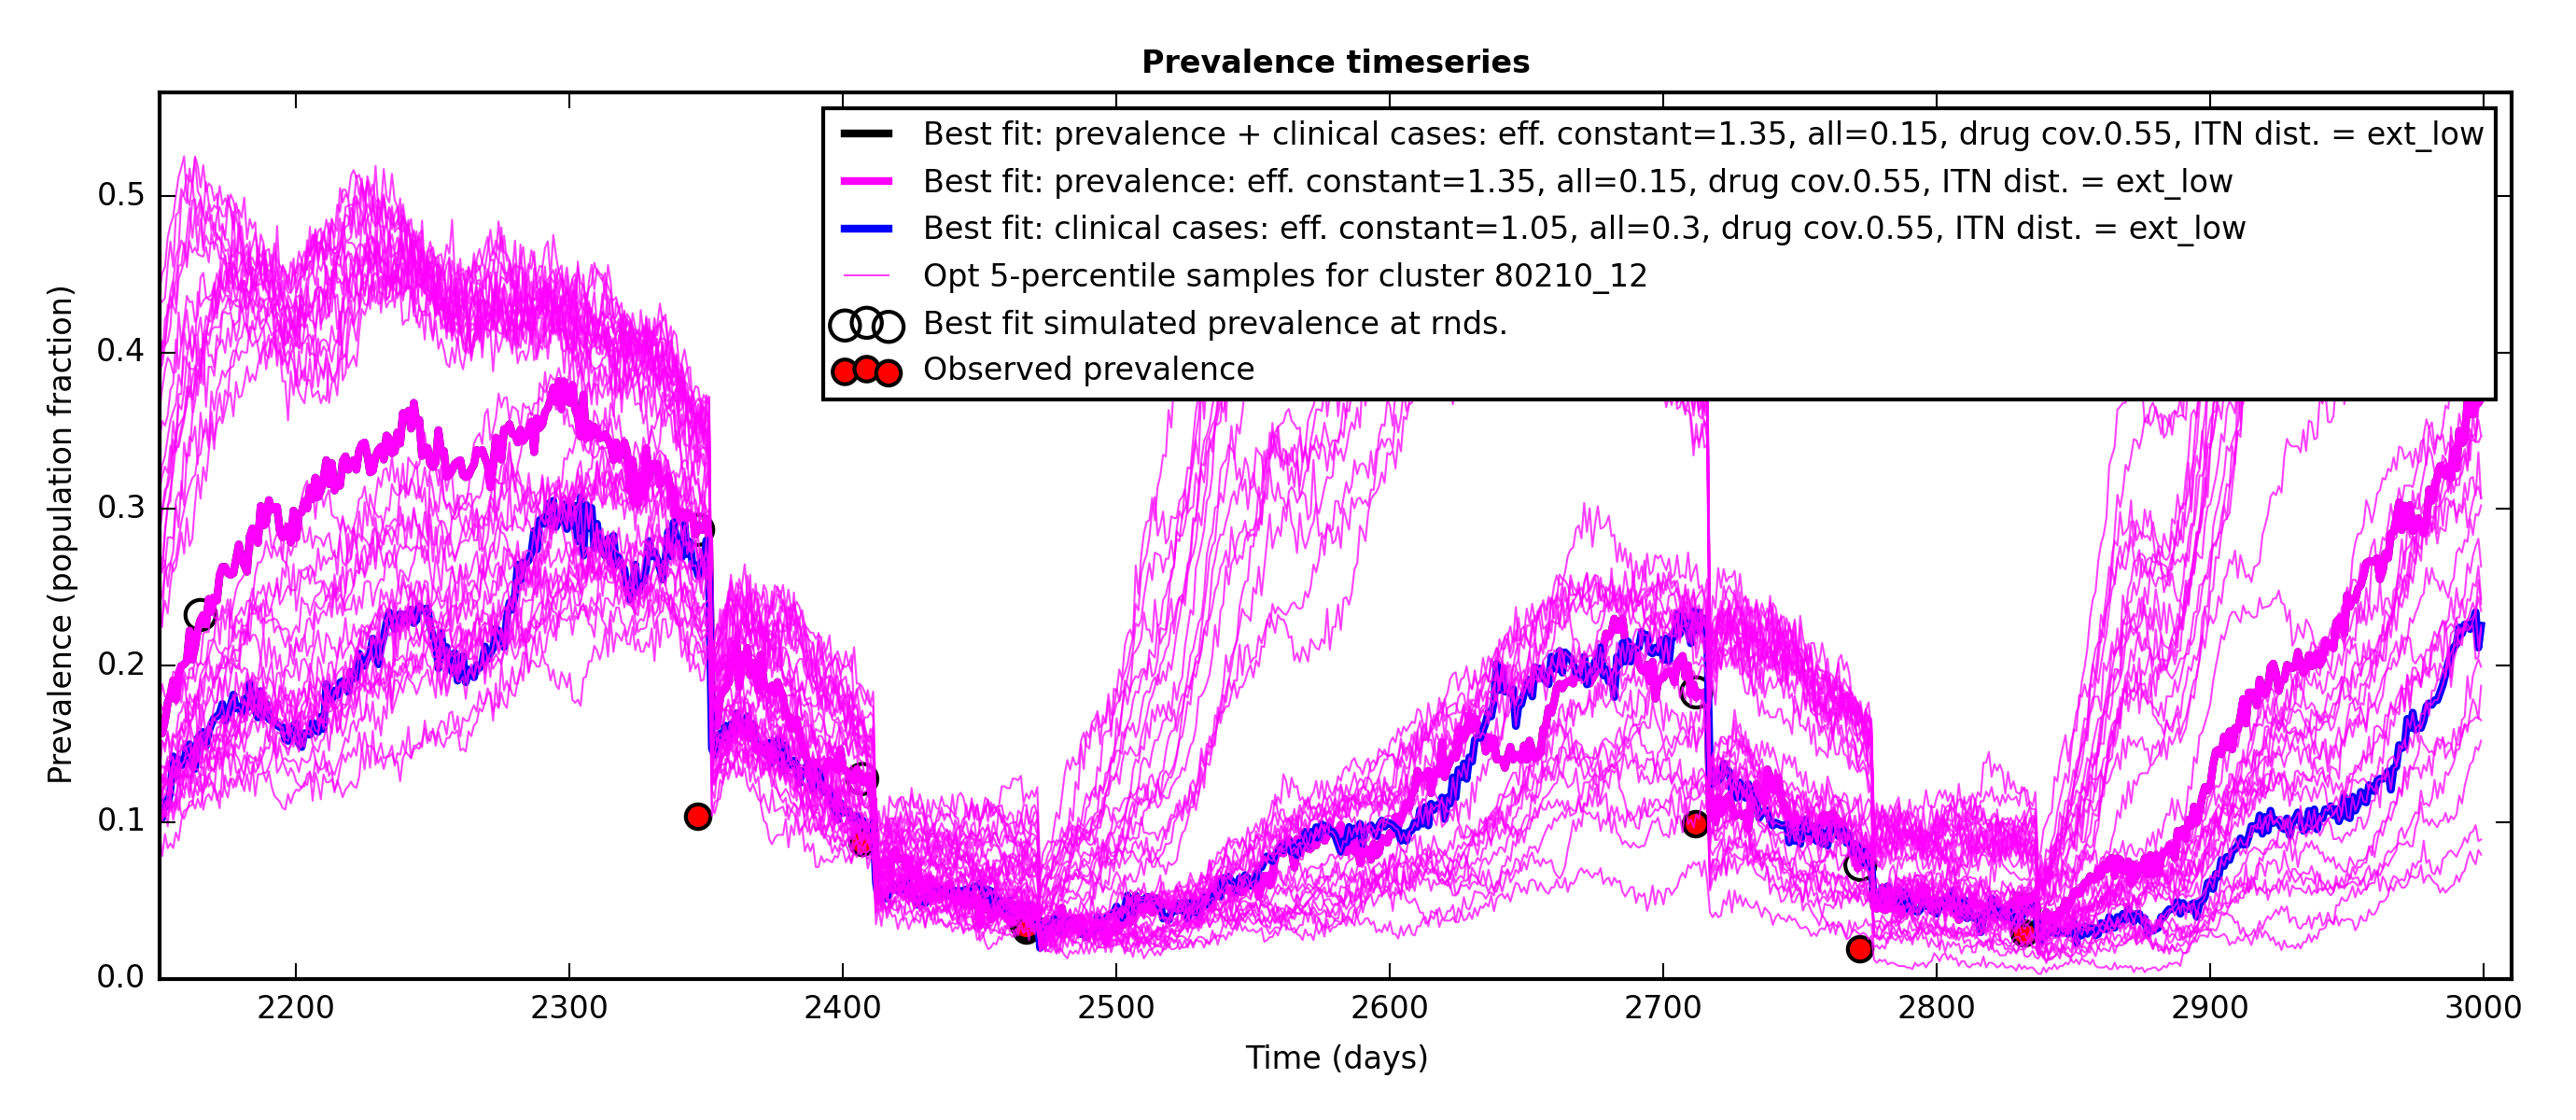 Prevalence timeseries
Best fit: prevalence + clinical cases: eff. constant=1.35, all=0.15, drug cov.0.55, ITN dist. = ext_low
Best fit: prevalence: eff. constant=1.35, all=0.15, drug cov.0.55, ITN dist. = ext_low
Best fit: clinical cases: eff. constant=1.05, all=0.3, drug cov.0.55, ITN dist. = ext_low
Opt 5-percentile samples for cluster 80210_12
Best fit simulated prevalence at rnds.
Observed prevalence
Prevalence (population fraction)
0.5
0.4
0.3
0.2
0.1
0.0
2200 2300 2400 2500 2600 2700 2800 2900 3000
Time (days)